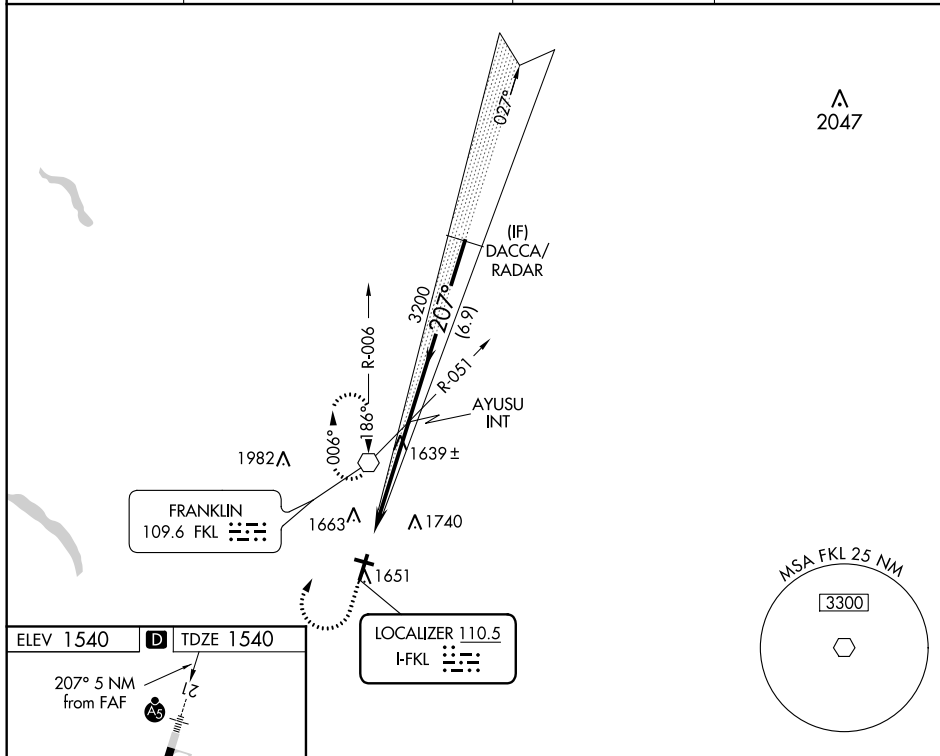 2047
027°
(IF)
DACCA/
RADAR
3200
207°
(6.9)
R-006
R-051
AYUSU
INT
006°
186°
1982
1639 ±
FRANKLIN
109.6 FKL
1663
1740
1651
LOCALIZER 110.5
I-FKL
MSA FKL 25 NM
3300
ELEV 1540
D
TDZE 1540
207° 5 NM
from FAF
21
A5